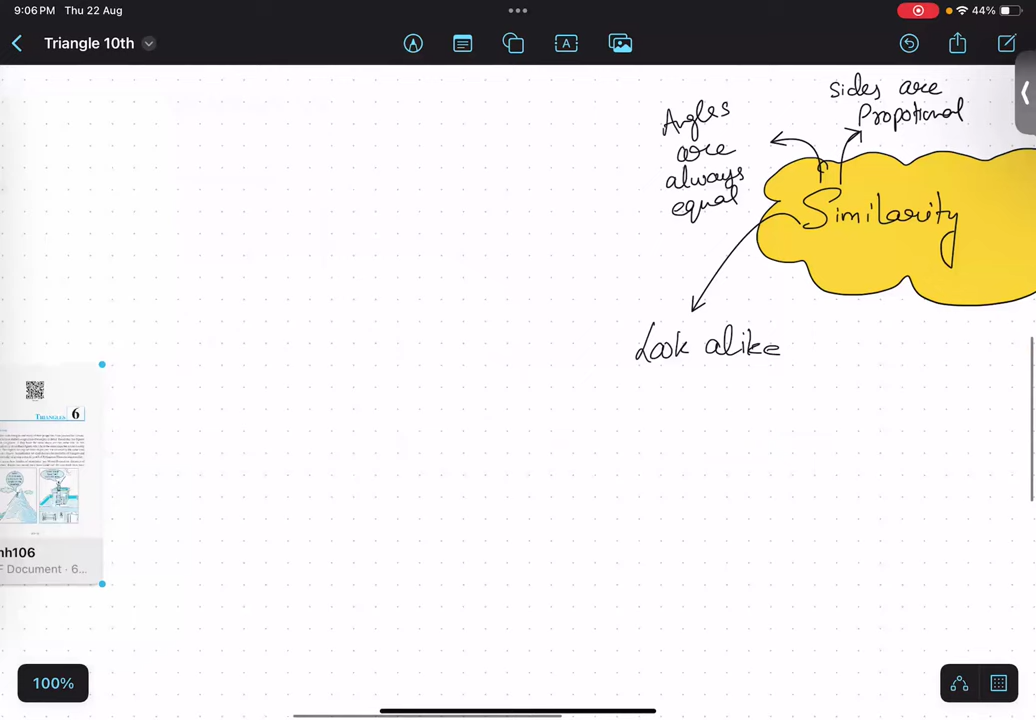 9:06 PM Thu 22 Aug
44%
Triangle 10th
A
Sides are
Propotional
Angles
are
always
equal
Similarity
Look alike
TRIANGLES 6
nh106
F Document · 6...
100%